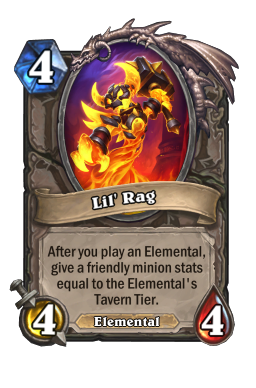 4
Lil' Rag
After you play an Elemental,
give a friendly minion stats
equal to the Elemental's
Tavern Tier.
4
Elemental
4